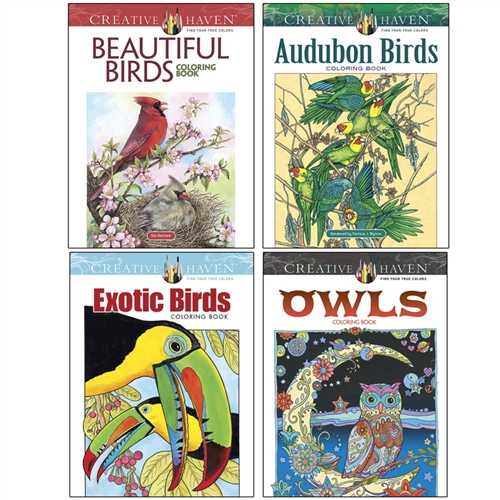 CREATIVE HAVEN
FIND YOUR TRUE COLORS
BEAUTIFUL
BIRDS COLORING
BOOK
Dot Barlowe
CREATIVE HAVEN
FIND YOUR TRUE COLORS
Audubon Birds
COLORING BOOK
Rendered by Patricia J. Wynne
CREATIVE HAVEN
FIND YOUR TRUE COLORS
Exotic Birds
COLORING BOOK
CREATIVE HAVEN
FIND YOUR TRUE COLORS
OWLS
COLORING BOOK